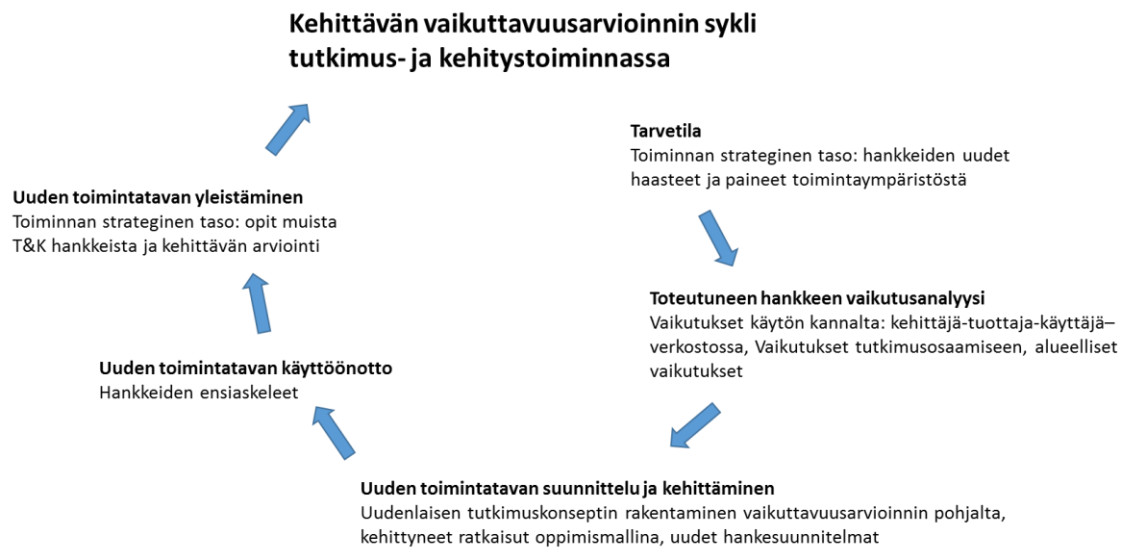 Kehittävän vaikuttavuusarvioinnin sykli
tutkimus- ja kehitystoiminnassa
Tarvetila
Toiminnan strateginen taso: hankkeiden uudet
haasteet ja paineet toimintaympäristöstä
Toteutuneen hankkeen vaikutusanalyysi
Vaikutukset käytön kannalta: kehittäjä-tuottaja-käyttäjä–
verkostossa, Vaikutukset tutkimusosaamiseen, alueelliset
vaikutukset
Uuden toimintatavan suunnittelu ja kehittäminen
Uudenlaisen tutkimuskonseptin rakentaminen vaikuttavuusarvioinnin pohjalta,
kehittyneet ratkaisut oppimismallina, uudet hankesuunnitelmat
Uuden toimintatavan käyttöönotto
Hankkeiden ensiaskeleet
Uuden toimintatavan yleistäminen
Toiminnan strateginen taso: opit muista
T&K hankkeista ja kehittävän arviointi